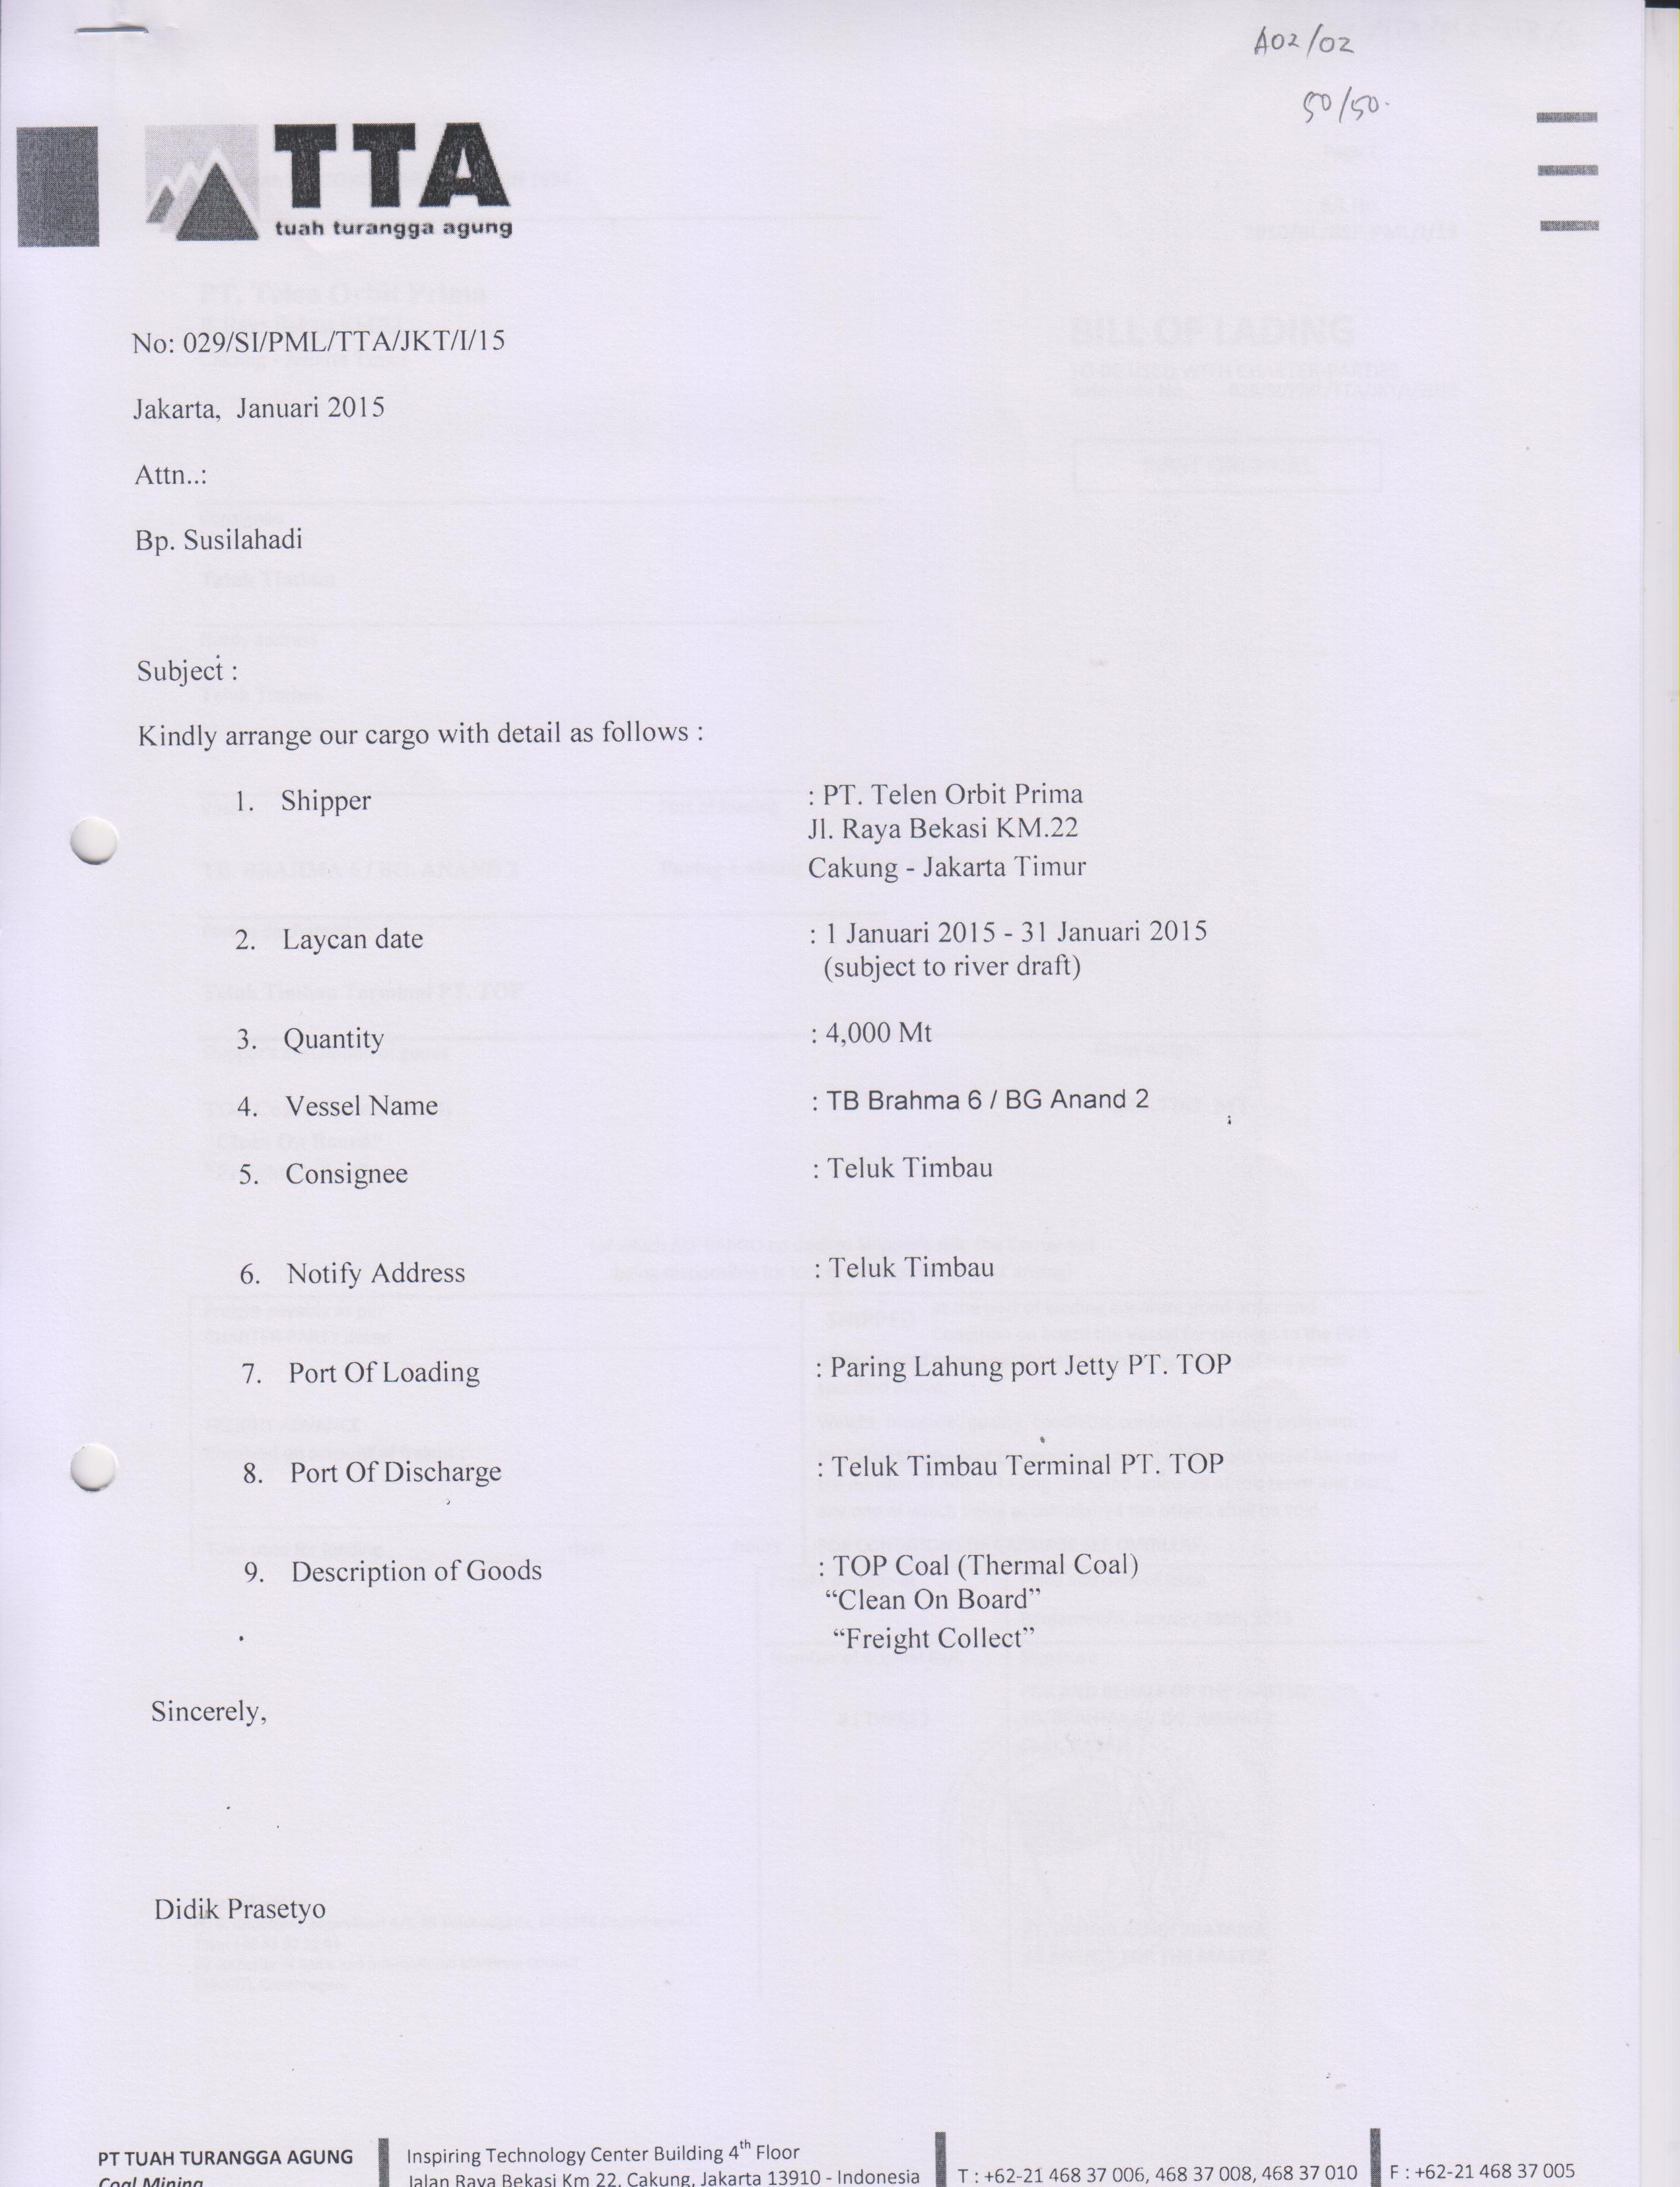 A02/02
50/50.
TTA
tuah turangga agung
No: 029/SI/PML/TTA/JKT/I/15
Jakarta, Januari 2015
Attn..:
Bp. Susilahadi
Subject :
Kindly arrange our cargo with detail as follows :
1. Shipper : PT. Telen Orbit Prima
Jl. Raya Bekasi KM.22
Cakung - Jakarta Timur
2. Laycan date : 1 Januari 2015 - 31 Januari 2015
(subject to river draft)
3. Quantity : 4,000 Mt
4. Vessel Name : TB Brahma 6 / BG Anand 2
5. Consignee : Teluk Timbau
6. Notify Address : Teluk Timbau
7. Port Of Loading : Paring Lahung port Jetty PT. TOP
8. Port Of Discharge : Teluk Timbau Terminal PT. TOP
9. Description of Goods : TOP Coal (Thermal Coal)
“Clean On Board”
“Freight Collect”
Sincerely,
Didik Prasetyo
PT TUAH TURANGGA AGUNG
Coal Mining
Inspiring Technology Center Building 4th Floor
Jalan Raya Bekasi Km 22, Cakung, Jakarta 13910 - Indonesia
T : +62-21 468 37 006, 468 37 008, 468 37 010
F : +62-21 468 37 005